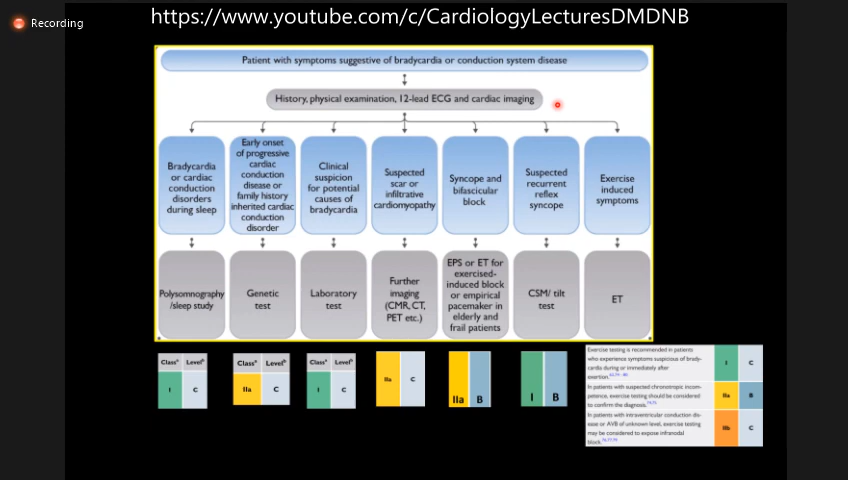 Recording
https://www.youtube.com/c/CardiologyLecturesDMDNB
Patient with symptoms suggestive of bradycardia or conduction system disease
History, physical examination, 12-lead ECG and cardiac imaging
Bradycardia
or cardiac
conduction
disorders
during sleep
Early onset
of progressive
cardiac
conduction
disease or
family history
inherited cardiac
conduction
disorder
Clinical
suspicion
for potential
causes of
bradycardia
Suspected
scar or
infiltrative
cardiomyopathy
Syncope and
bifascicular
block
Suspected
recurrent
reflex
syncope
Exercise
induced
symptoms
Polysomnography
/sleep study
Genetic
test
Laboratory
test
Further
imaging
(CMR, CT,
PET etc.)
EPS or ET for
exercised-
induced block
or empirical
pacemaker in
elderly and
frail patients
CSM/ tilt
test
ET
Classª Levelᵇ
I C
Classª Levelᵇ
IIa C
Classª Levelᵇ
I C
IIa C
IIa B
I B
Exercise testing is recommended in patients
who experience symptoms suspicious of brady-
cardia during or immediately after
exertion.
I C
In patients with suspected chronotropic incom-
petence, exercise testing should be considered
to confirm the diagnosis.
IIa B
In patients with intraventricular conduction dis-
ease or AVB of unknown level, exercise testing
may be considered to expose infranodal
block.
IIb C